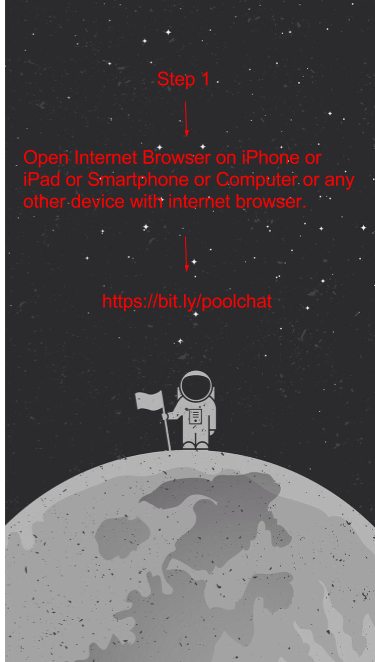 Step 1
Open Internet Browser on iPhone or
iPad or Smartphone or Computer or any
other device with internet browser.
https://bit.ly/poolchat